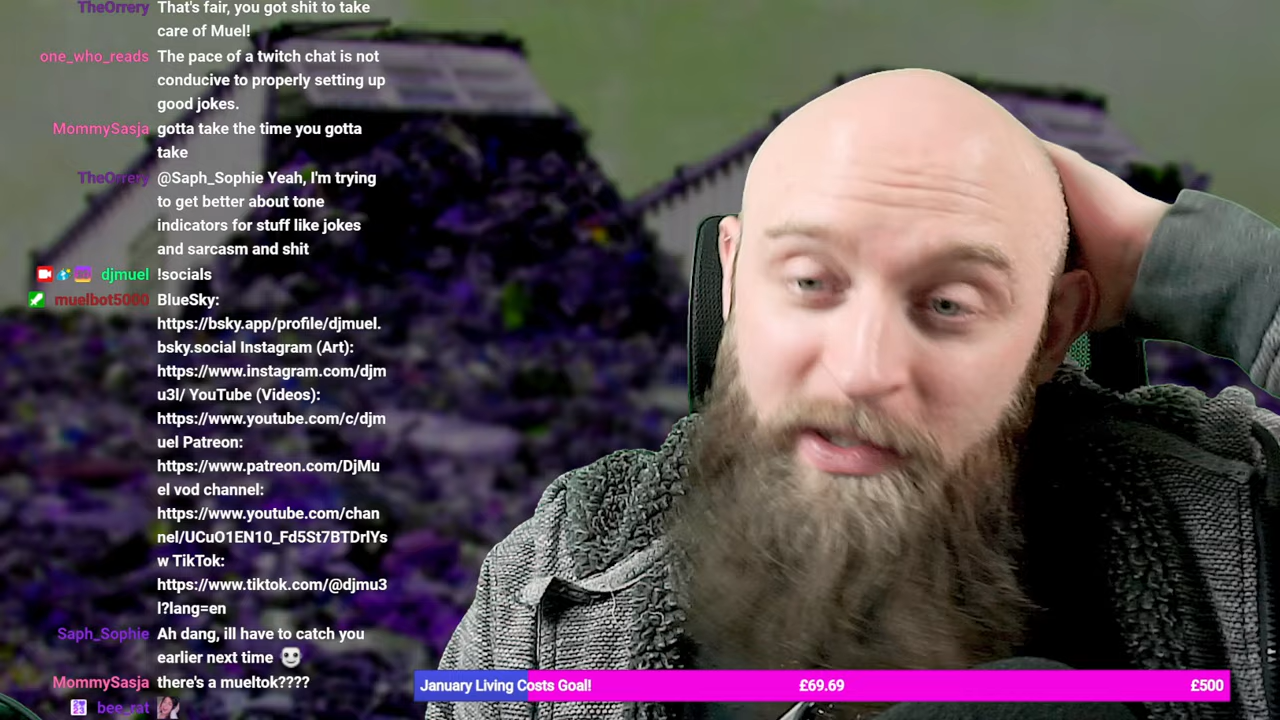 TheOrrery That's fair, you got shit to take
care of Muel!
one_who_reads The pace of a twitch chat is not
conducive to properly setting up
good jokes.
MommySasja gotta take the time you gotta
take
TheOrrery @Saph_Sophie Yeah, I'm trying
to get better about tone
indicators for stuff like jokes
and sarcasm and shit
djmuel !socials
muelbot5000 BlueSky:
https://bsky.app/profile/djmuel.
bsky.social Instagram (Art):
https://www.instagram.com/djm
u3l/ YouTube (Videos):
https://www.youtube.com/c/djm
uel Patreon:
https://www.patreon.com/DjMu
el vod channel:
https://www.youtube.com/chan
nel/UCuO1EN10_Fd5St7BTDrlYs
w TikTok:
https://www.tiktok.com/@djmu3
l?lang=en
Saph_Sophie Ah dang, ill have to catch you
earlier next time
MommySasja there's a mueltok????
bee_rat
January Living Costs Goal! £69.69 £500